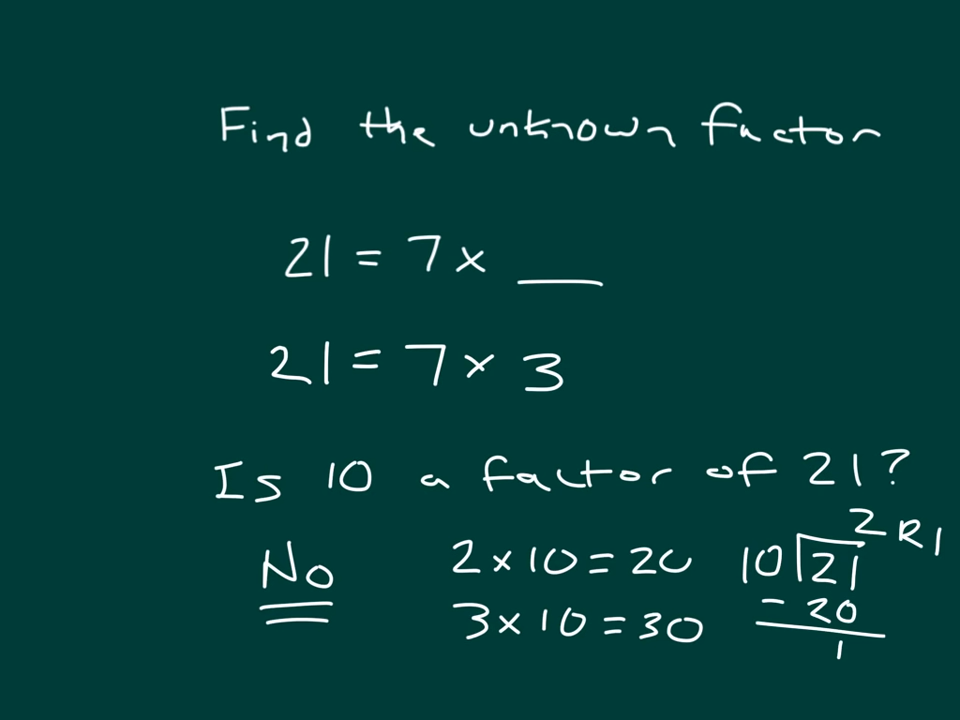 Find the unknown factor
21 = 7 × ___
21 = 7 × 3
Is 10 a factor of 21?
No
2 × 10 = 20
3 × 10 = 30
2 R1
10 21
- 20
1